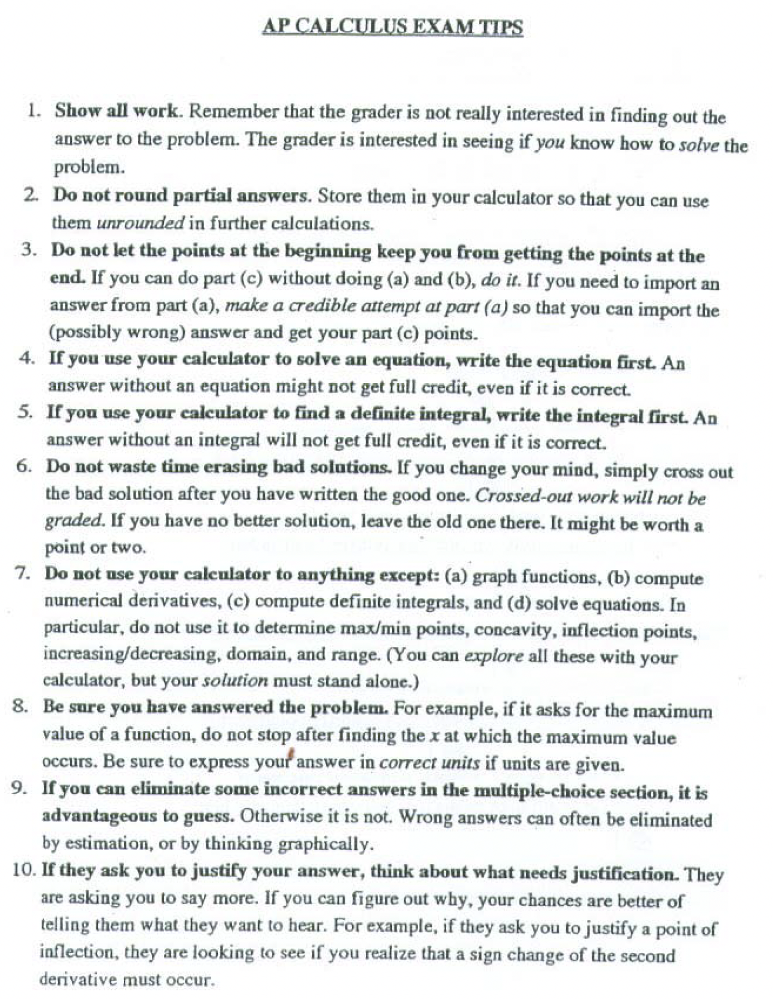 AP CALCULUS EXAM TIPS
1. Show all work. Remember that the grader is not really interested in finding out the
answer to the problem. The grader is interested in seeing if you know how to solve the
problem.
2. Do not round partial answers. Store them in your calculator so that you can use
them unrounded in further calculations.
3. Do not let the points at the beginning keep you from getting the points at the
end. If you can do part (c) without doing (a) and (b), do it. If you need to import an
answer from part (a), make a credible attempt at part (a) so that you can import the
(possibly wrong) answer and get your part (c) points.
4. If you use your calculator to solve an equation, write the equation first. An
answer without an equation might not get full credit, even if it is correct.
5. If you use your calculator to find a definite integral, write the integral first. An
answer without an integral will not get full credit, even if it is correct.
6. Do not waste time erasing bad solutions. If you change your mind, simply cross out
the bad solution after you have written the good one. Crossed-out work will not be
graded. If you have no better solution, leave the old one there. It might be worth a
point or two.
7. Do not use your calculator to anything except: (a) graph functions, (b) compute
numerical derivatives, (c) compute definite integrals, and (d) solve equations. In
particular, do not use it to determine max/min points, concavity, inflection points,
increasing/decreasing, domain, and range. (You can explore all these with your
calculator, but your solution must stand alone.)
8. Be sure you have answered the problem. For example, if it asks for the maximum
value of a function, do not stop after finding the x at which the maximum value
occurs. Be sure to express your answer in correct units if units are given.
9. If you can eliminate some incorrect answers in the multiple-choice section, it is
advantageous to guess. Otherwise it is not. Wrong answers can often be eliminated
by estimation, or by thinking graphically.
10. If they ask you to justify your answer, think about what needs justification. They
are asking you to say more. If you can figure out why, your chances are better of
telling them what they want to hear. For example, if they ask you to justify a point of
inflection, they are looking to see if you realize that a sign change of the second
derivative must occur.